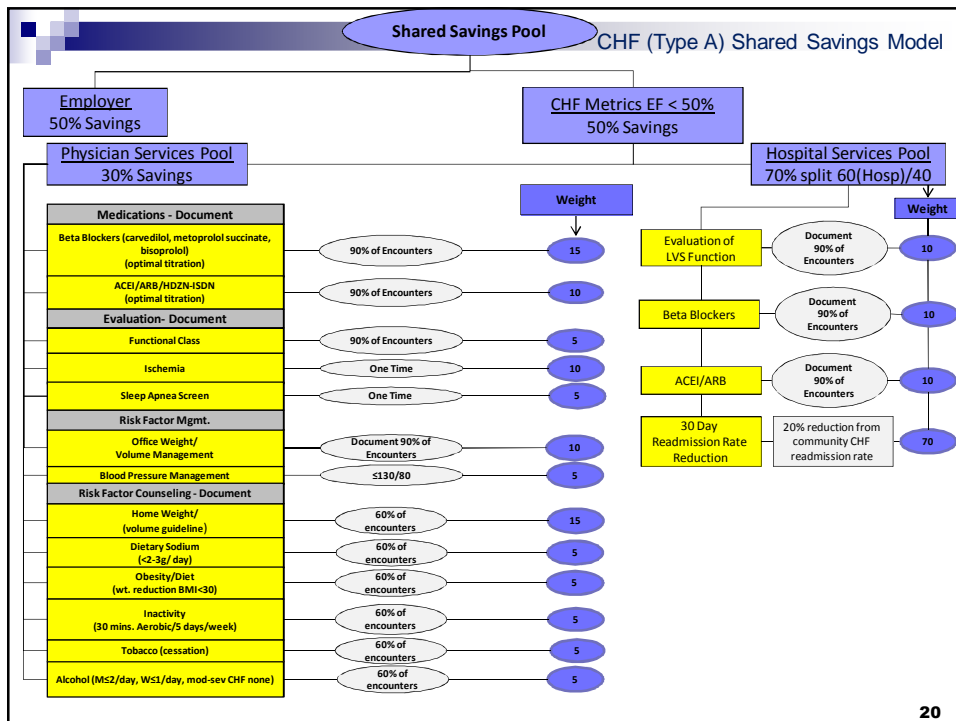 Shared Savings Pool
CHF (Type A) Shared Savings Model
Employer
50% Savings
CHF Metrics EF < 50%
50% Savings
Physician Services Pool
30% Savings
Hospital Services Pool
70% split 60(Hosp)/40
Weight
Medications - Document
Beta Blockers (carvedilol, metoprolol succinate,
bisoprolol)
(optimal titration)
90% of Encounters
15
ACEI/ARB/HDZN-ISDN
(optimal titration)
90% of Encounters
10
Evaluation- Document
Functional Class
90% of Encounters
5
Ischemia
One Time
10
Sleep Apnea Screen
One Time
5
Risk Factor Mgmt.
Office Weight/
Volume Management
Document 90% of
Encounters
10
Blood Pressure Management
≤130/80
5
Risk Factor Counseling - Document
Home Weight/
(volume guideline)
60% of
encounters
15
Dietary Sodium
(<2-3g/ day)
60% of
encounters
5
Obesity/Diet
(wt. reduction BMI<30)
60% of
encounters
5
Inactivity
(30 mins. Aerobic/5 days/week)
60% of
encounters
5
Tobacco (cessation)
60% of
encounters
5
Alcohol (M≤2/day, W≤1/day, mod-sev CHF none)
60% of
encounters
5
Weight
Evaluation of
LVS Function
Document
90% of
Encounters
10
Beta Blockers
Document
90% of
Encounters
10
ACEI/ARB
Document
90% of
Encounters
10
30 Day
Readmission Rate
Reduction
20% reduction from
community CHF
readmission rate
70
20